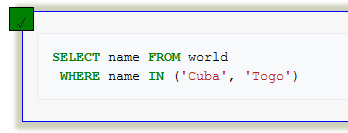 SELECT name FROM world
WHERE name IN ('Cuba', 'Togo')